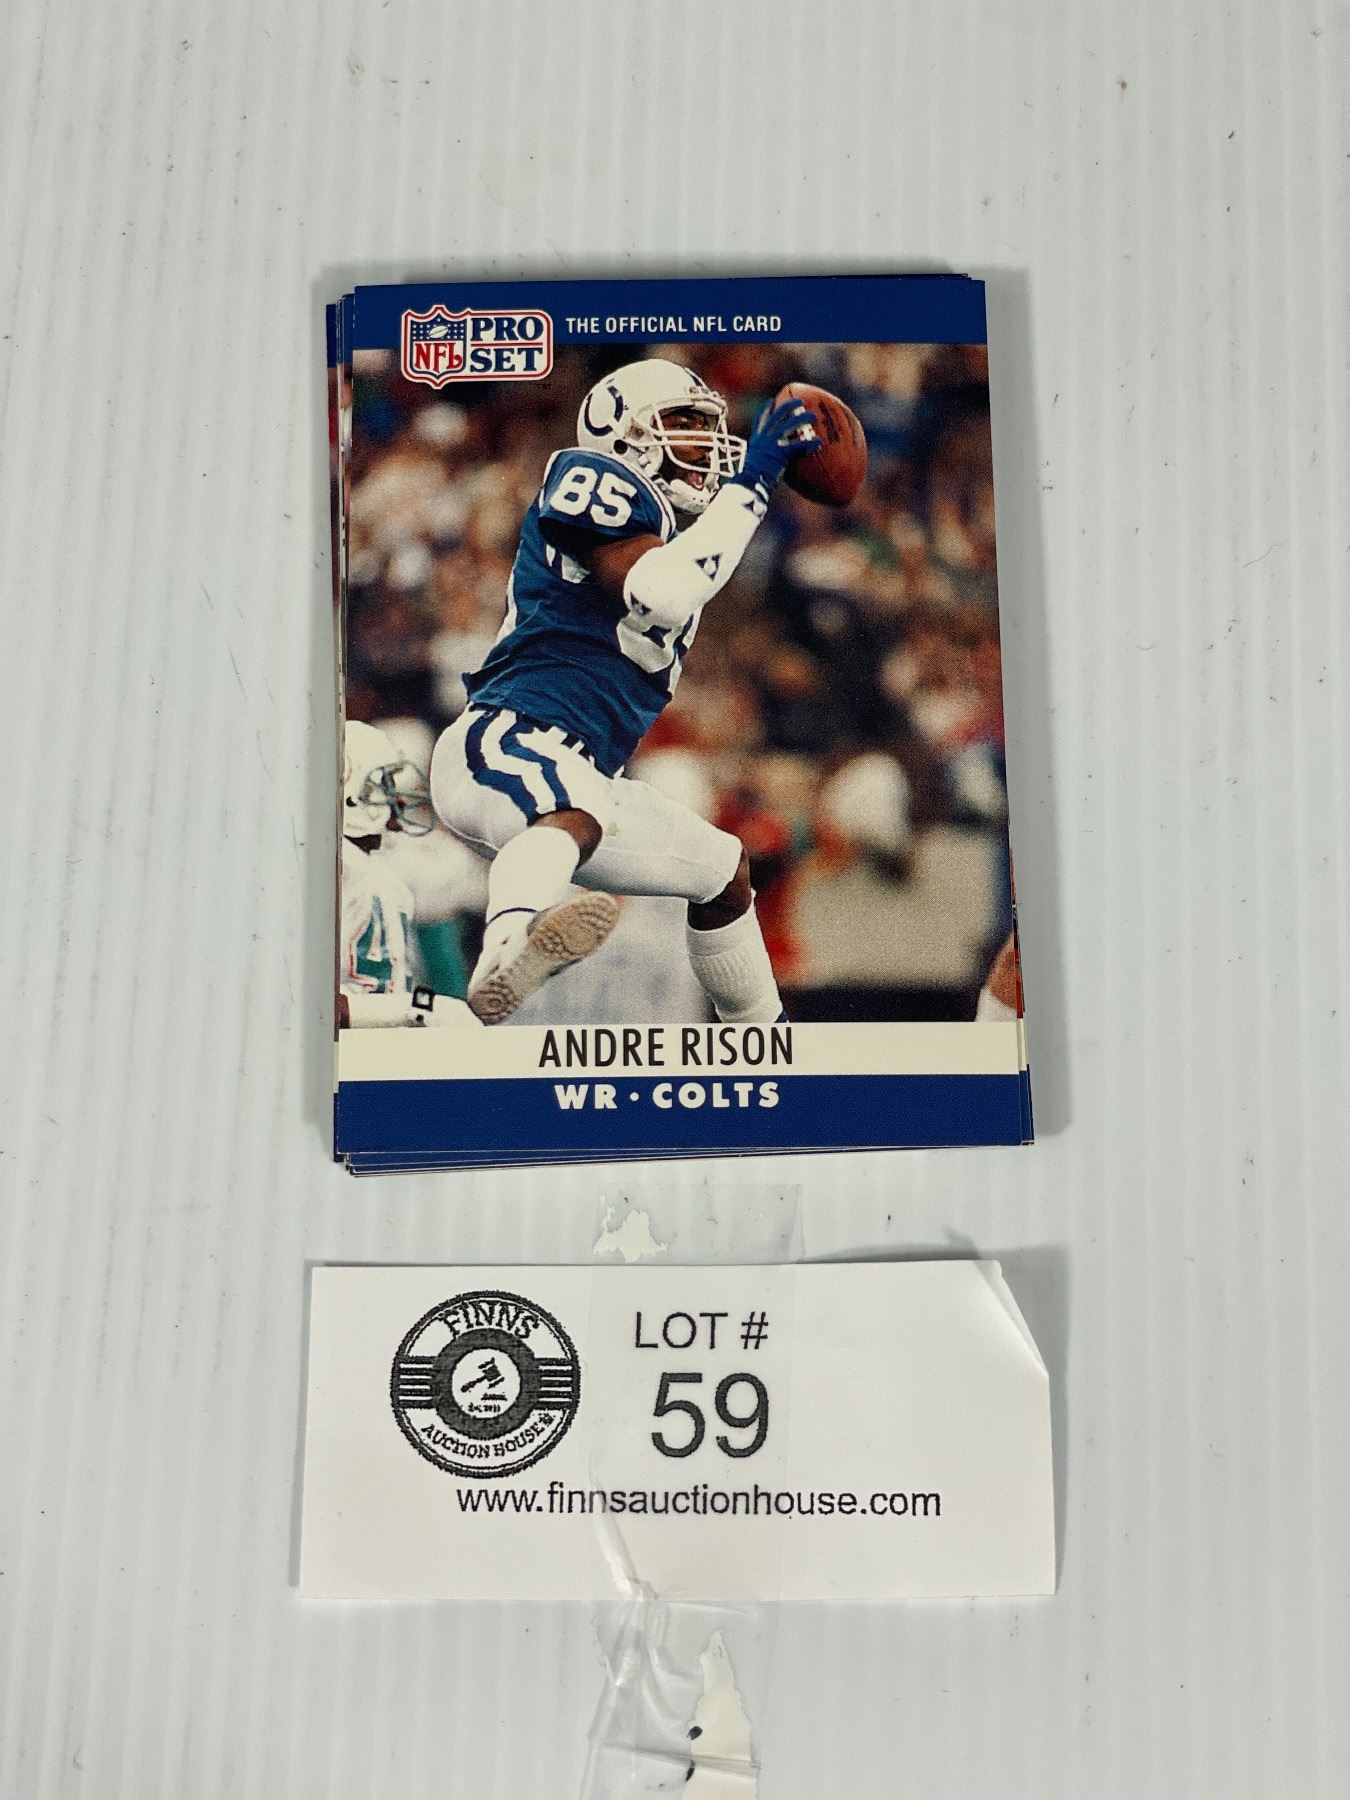 NFL PRO SET
THE OFFICIAL NFL CARD
85
ANDRE RISON
WR • COLTS
FINNS
AUCTION HOUSE
LOT #
59
www.finnsauctionhouse.com